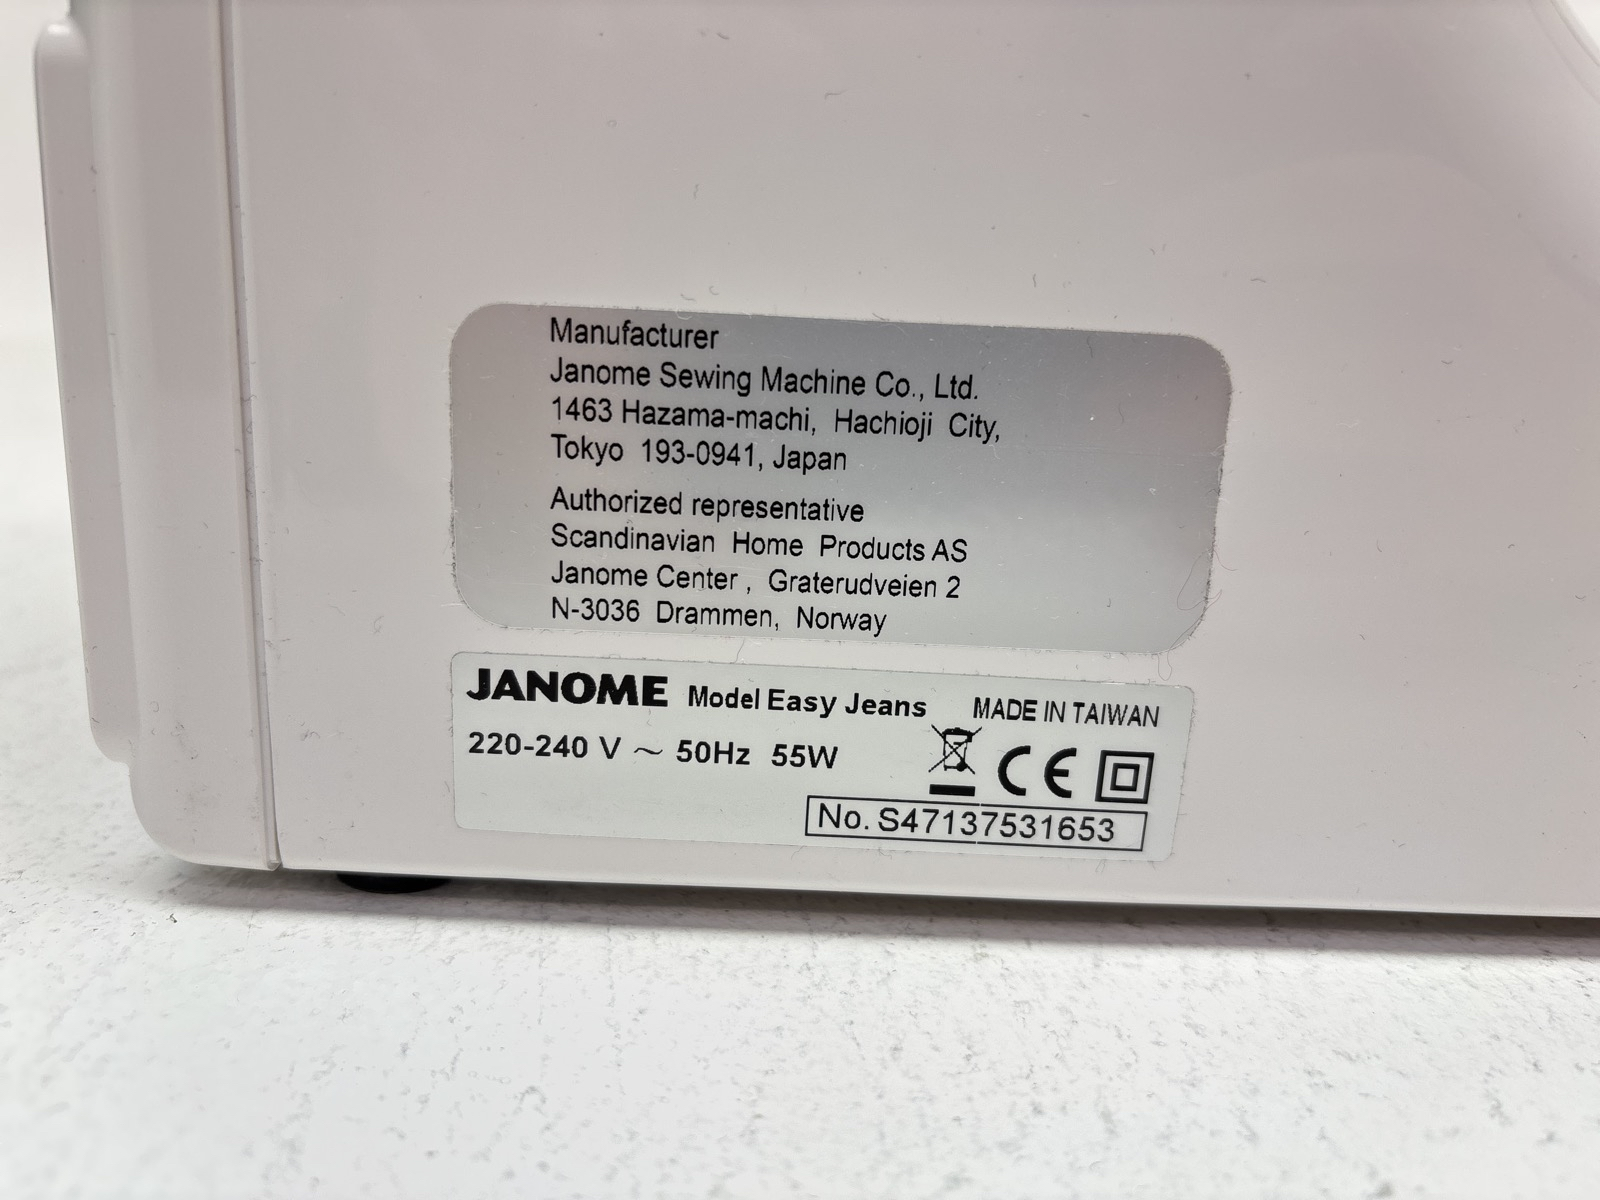 Manufacturer
Janome Sewing Machine Co., Ltd.
1463 Hazama-machi, Hachioji City,
Tokyo 193-0941, Japan
Authorized representative
Scandinavian Home Products AS
Janome Center , Graterudveien 2
N-3036 Drammen, Norway
JANOME Model Easy Jeans MADE IN TAIWAN
220-240 V ~ 50Hz 55W CE
No. S47137531653